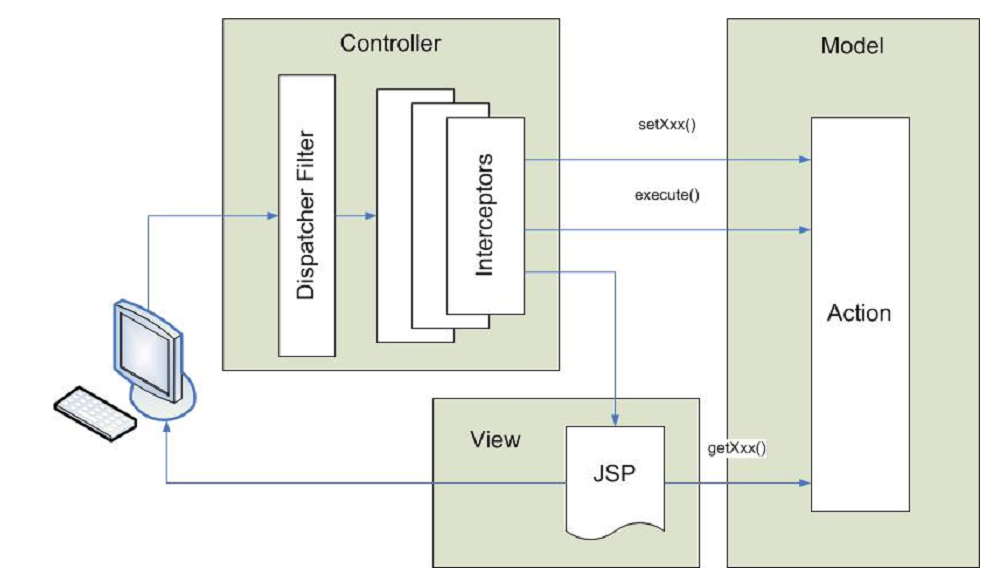 Controller
Model
Dispatcher Filter
Interceptors
setXxx()
execute()
Action
View
JSP
getXxx()